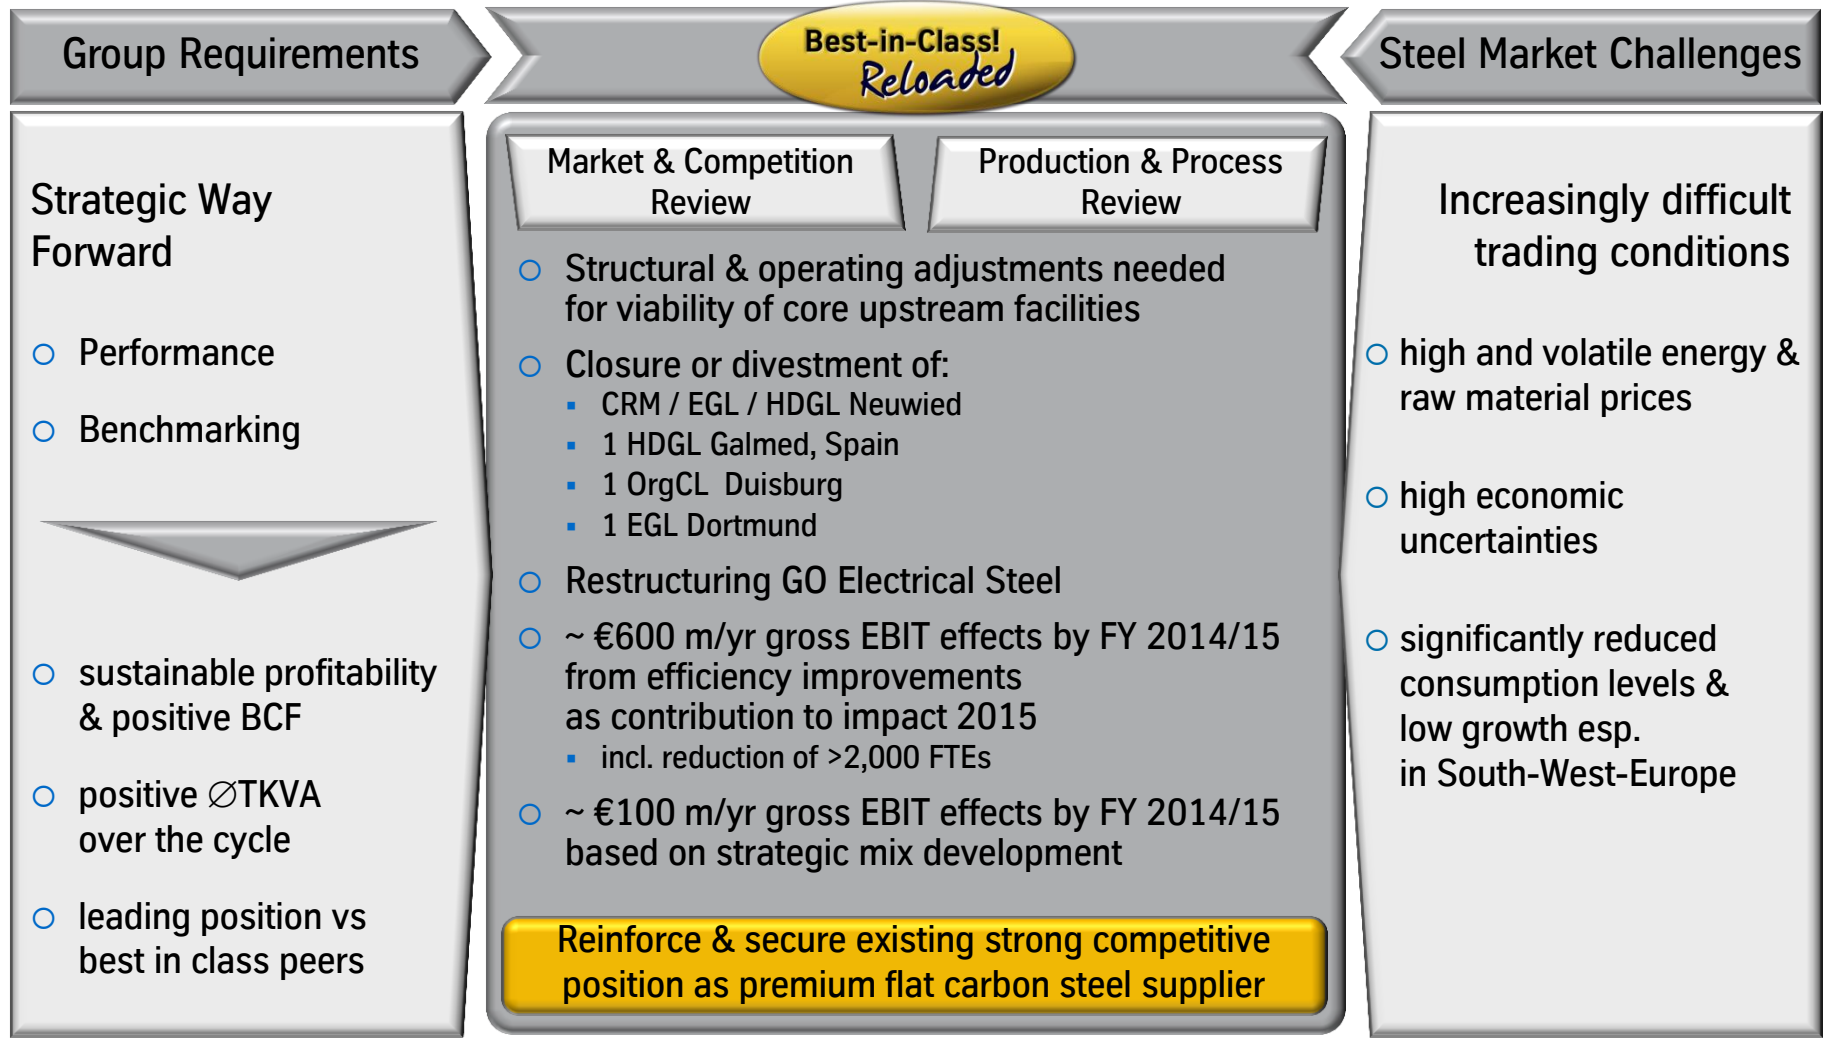 Group Requirements
Best-in-Class!
Reloaded
Steel Market Challenges
Strategic Way
Forward
○ Performance
○ Benchmarking
○ sustainable profitability
& positive BCF
○ positive ∅TKVA
over the cycle
○ leading position vs
best in class peers
Market & Competition
Review
Production & Process
Review
○ Structural & operating adjustments needed
for viability of core upstream facilities
○ Closure or divestment of:
▪ CRM / EGL / HDGL Neuwied
▪ 1 HDGL Galmed, Spain
▪ 1 OrgCL Duisburg
▪ 1 EGL Dortmund
○ Restructuring GO Electrical Steel
○ ~ €600 m/yr gross EBIT effects by FY 2014/15
from efficiency improvements
as contribution to impact 2015
▪ incl. reduction of >2,000 FTEs
○ ~ €100 m/yr gross EBIT effects by FY 2014/15
based on strategic mix development
Reinforce & secure existing strong competitive
position as premium flat carbon steel supplier
Increasingly difficult
trading conditions
○ high and volatile energy &
raw material prices
○ high economic
uncertainties
○ significantly reduced
consumption levels &
low growth esp.
in South-West-Europe